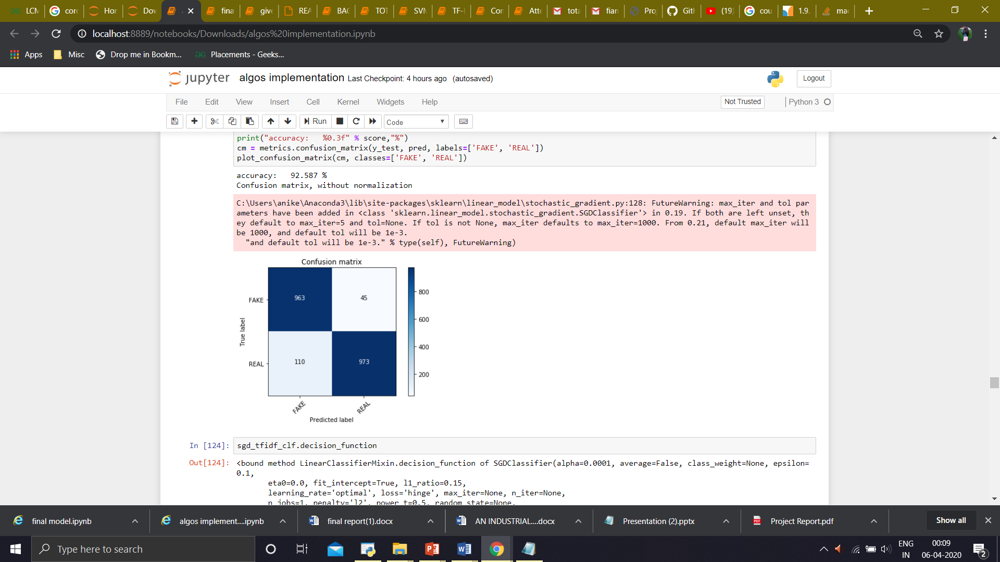 LCM
corc
Hor
Dov
fina
give
REA
BAC
TOT
SVM
TF-I
Cor
Atte
tota
fian
Pro
Gith
(19)
cou
1.9.
mac
localhost:8889/notebooks/Downloads/algos%20implementation.ipynb
Apps
Misc
Drop me in Bookm...
Placements - Geeks...
jupyter algos implementation Last Checkpoint: 4 hours ago (autosaved)
Logout
File Edit View Insert Cell Kernel Widgets Help
Not Trusted
Python 3
Run
Code
print("accuracy:   %0.3f" % score,"%")
cm = metrics.confusion_matrix(y_test, pred, labels=['FAKE', 'REAL'])
plot_confusion_matrix(cm, classes=['FAKE', 'REAL'])
accuracy:   92.587 %
Confusion matrix, without normalization
C:\Users\anike\Anaconda3\lib\site-packages\sklearn\linear_model\stochastic_gradient.py:128: FutureWarning: max_iter and tol par
ameters have been added in <class 'sklearn.linear_model.stochastic_gradient.SGDClassifier'> in 0.19. If both are left unset, th
ey default to max_iter=5 and tol=None. If tol is not None, max_iter defaults to max_iter=1000. From 0.21, default max_iter will
be 1000, and default tol will be 1e-3.
"and default tol will be 1e-3." % type(self), FutureWarning)
Confusion matrix
963
45
110
973
FAKE
REAL
True label
FAKE
REAL
Predicted label
800
600
400
200
In [124]: sgd_tfidf_clf.decision_function
Out[124]: <bound method LinearClassifierMixin.decision_function of SGDClassifier(alpha=0.0001, average=False, class_weight=None, epsilon=
0.1,
eta0=0.0, fit_intercept=True, l1_ratio=0.15,
learning_rate='optimal', loss='hinge', max_iter=None, n_iter=None,
n_jobs=1, penalty='l2', power_t=0.5, random_state=None,
final model.ipynb
algos implement....ipynb
final report(1).docx
AN INDUSTRIAL....docx
Presentation (2).pptx
Project Report.pdf
Show all
Type here to search
ENG
IN
00:09
06-04-2020
2